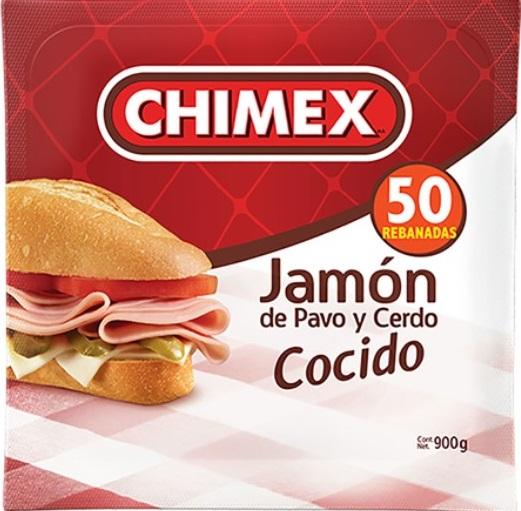 CHIMEX
50
REBANADAS
Jamón
de Pavo y Cerdo
Cocido
Cont.
Net. 900g